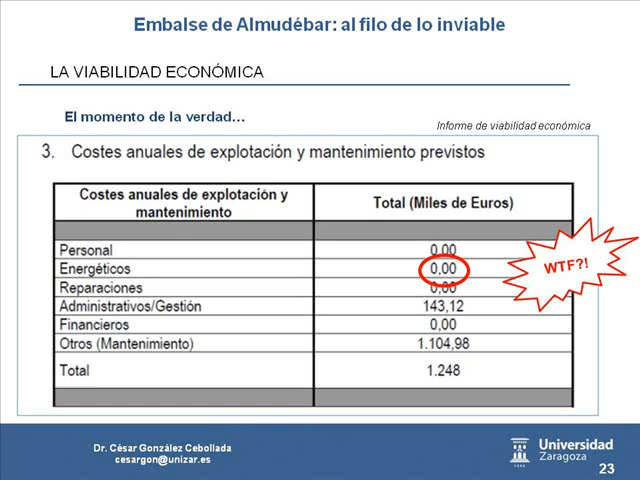 Embalse de Almudébar: al filo de lo inviable
LA VIABILIDAD ECONÓMICA
El momento de la verdad...
Informe de viabilidad económica
3. Costes anuales de explotación y mantenimiento previstos
Costes anuales de explotación y mantenimiento Total (Miles de Euros)
Personal 0,00
Energéticos 0,00
Reparaciones 0,00
Administrativos/Gestión 143,12
Financieros 0,00
Otros (Mantenimiento) 1.104,98
Total 1.248
WTF?!
Dr. César González Cebollada
cesargon@unizar.es
Universidad
Zaragoza
1542
23